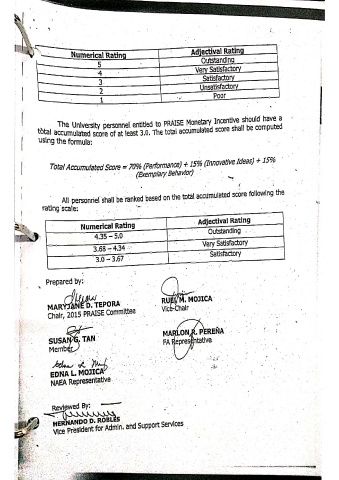 Numerical Rating Adjectival Rating
5 Outstanding
4 Very Satisfactory
3 Satisfactory
2 Unsatisfactory
1 Poor
The University personnel entitled to PRAISE Monetary Incentive should have a
total accumulated score of at least 3.0. The total accumulated score shall be computed
using the formula:
Total Accumulated Score = 70% (Performance) + 15% (Innovative Ideas) + 15%
(Exemplary Behavior)
All personnel shall be ranked based on the total accumulated score following the
rating scale:
Numerical Rating Adjectival Rating
4.35 – 5.0 Outstanding
3.68 – 4.34 Very Satisfactory
3.0 – 3.67 Satisfactory
Prepared by:
MARYJANE D. TEPORA RUEL M. MOJICA
Chair, 2015 PRAISE Committee Vice-Chair
SUSAN G. TAN MARLON R. PEREÑA
Member FA Representative
EDNA L. MOJICA
NAEA Representative
Reviewed By:
HERNANDO D. ROBLES
Vice President for Admin. and Support Services